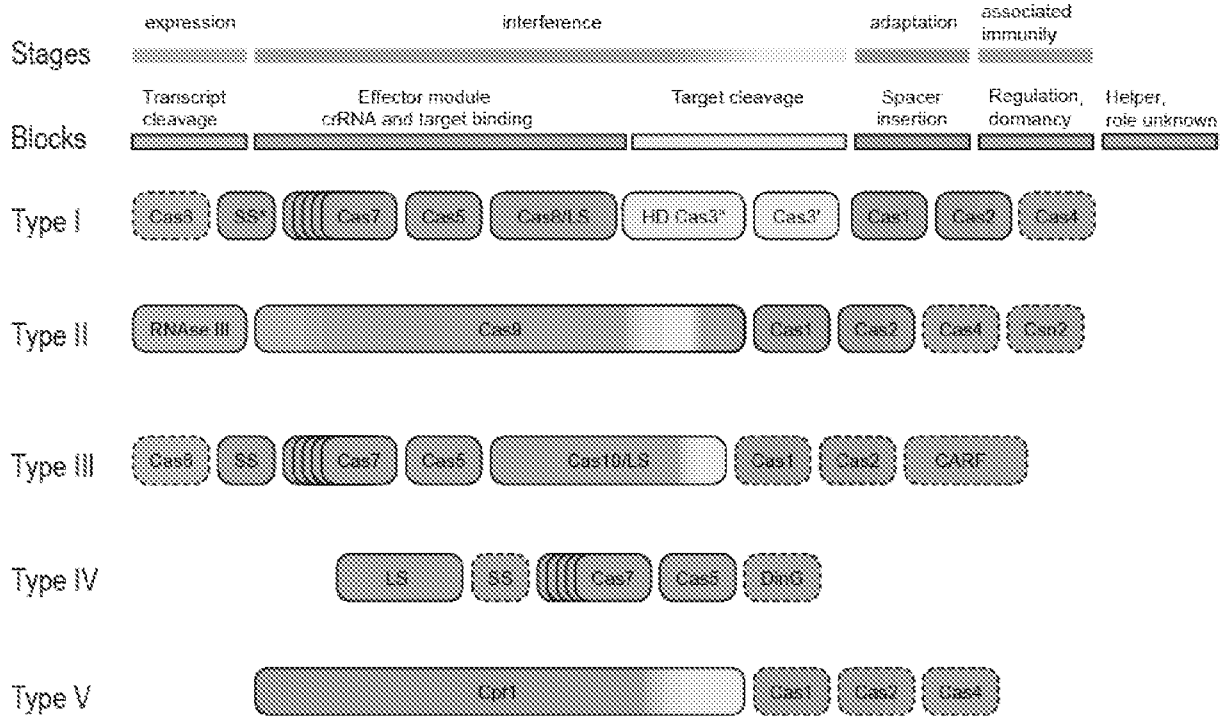 expression interference adaptation associated immunity
Stages
Transcript cleavage Effector module crRNA and target binding Target cleavage Spacer insertion Regulation, dormancy Helper, role unknown
Blocks
Type I Cas6 SS* Cas7 Cas5 Cas8/LS HD Cas3" Cas3' Cas1 Cas2 Cas4
Type II RNAse III Cas9 Cas1 Cas2 Cas4 Csn2
Type III Cas6 SS Cas7 Cas5 Cas10/LS Cas1 Cas2 CARF
Type IV LS SS Cas7 Cas5 DinG
Type V Cpf1 Cas1 Cas2 Cas4